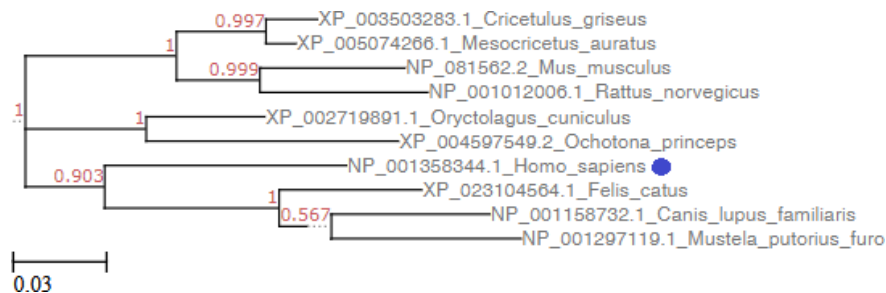 0.997
XP_003503283.1_Cricetulus_griseus
1
XP_005074266.1_Mesocricetus_auratus
0.999
NP_081562.2_Mus_musculus
NP_001012006.1_Rattus_norvegicus
1
1
XP_002719891.1_Oryctolagus_cuniculus
XP_004597549.2_Ochotona_princeps
0.903
NP_001358344.1_Homo_sapiens
1
XP_023104564.1_Felis_catus
0.567
NP_001158732.1_Canis_lupus_familiaris
NP_001297119.1_Mustela_putorius_furo
0.03